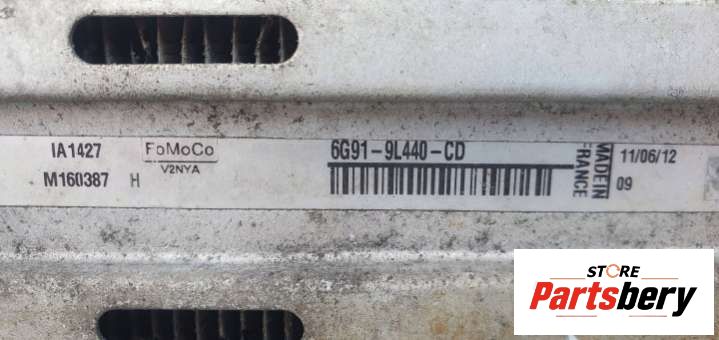 IA1427
M160387 H
FoMoCo
V2NYA
6G91-9L440-CD
MADE IN
FRANCE
11/06/12
09
STORE
Partsbery